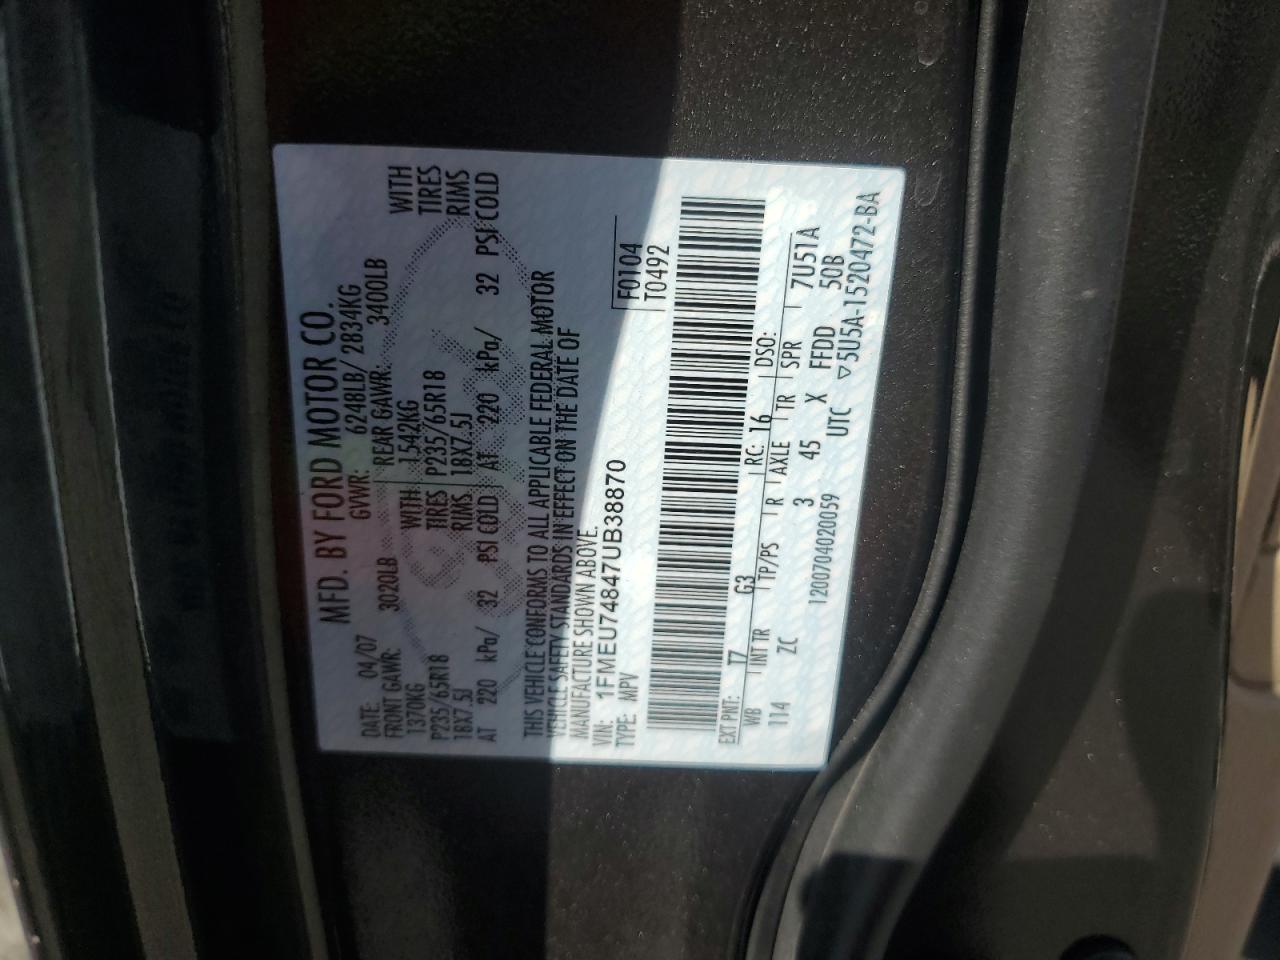 MFD. BY FORD MOTOR CO.
DATE: 04/07 GVWR: 6248LB/ 2834KG
FRONT GAWR: 3020LB REAR GAWR: 3400LB
1370KG WITH 1542KG WITH
P235/65R18 TIRES P235/65R18 TIRES
18X7.5J RIMS 18X7.5J RIMS
AT 220 kPa/ 32 PSI COLD AT 220 kPa/ 32 PSI COLD
THIS VEHICLE CONFORMS TO ALL APPLICABLE FEDERAL MOTOR
VEHICLE SAFETY STANDARDS IN EFFECT ON THE DATE OF
MANUFACTURE SHOWN ABOVE.
VIN: 1FMEU74847UB38870 F0104
TYPE: MPV T0492
EXT PNT: T7 G3 RC: 16 DSO:
WB INT TR TP/PS R AXLE TR SPR 7U51A
114 ZC 3 45 X FFDD 50B
1200704020059 UTC ▽5U5A-1520472-BA